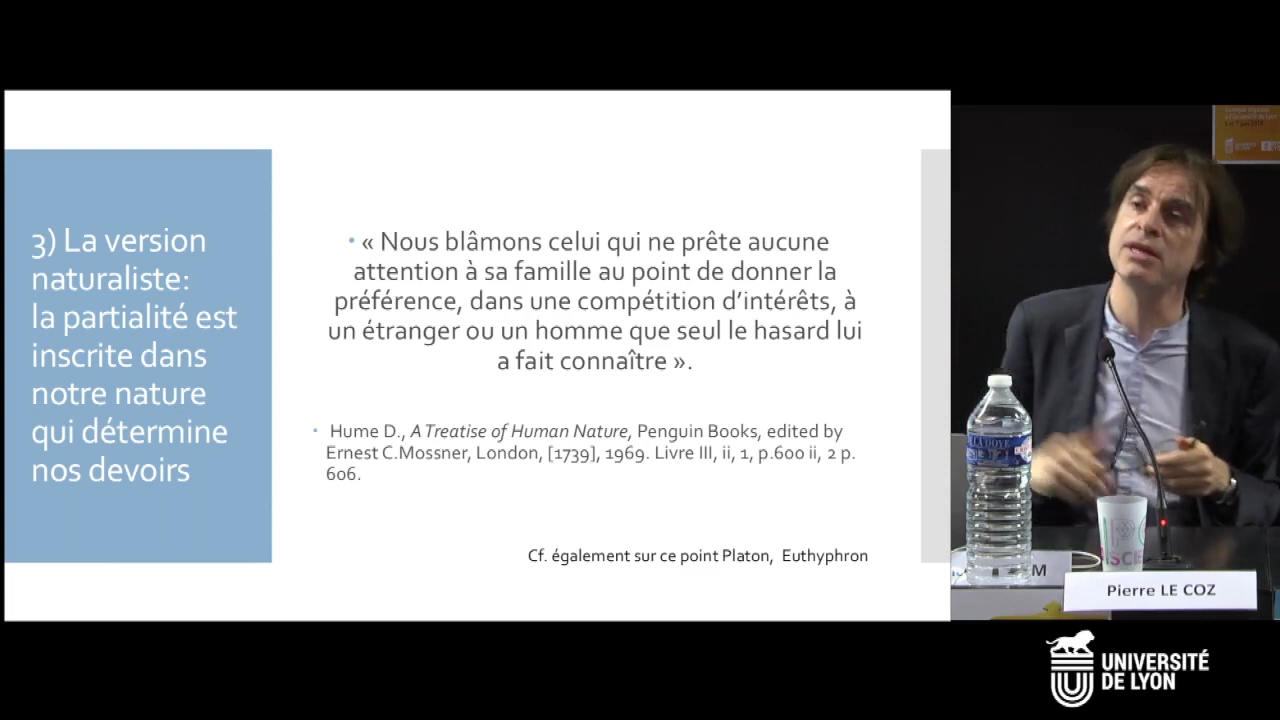 3) La version
naturaliste:
la partialité est
inscrite dans
notre nature
qui détermine
nos devoirs
• « Nous blâmons celui qui ne prête aucune
attention à sa famille au point de donner la
préférence, dans une compétition d’intérêts, à
un étranger ou un homme que seul le hasard lui
a fait connaître ».
• Hume D., A Treatise of Human Nature, Penguin Books, edited by
Ernest C.Mossner, London, [1739], 1969. Livre III, ii, 1, p.600 ii, 2 p.
606.
Cf. également sur ce point Platon, Euthyphron
Pierre LE COZ
UNIVERSITÉ
DE LYON